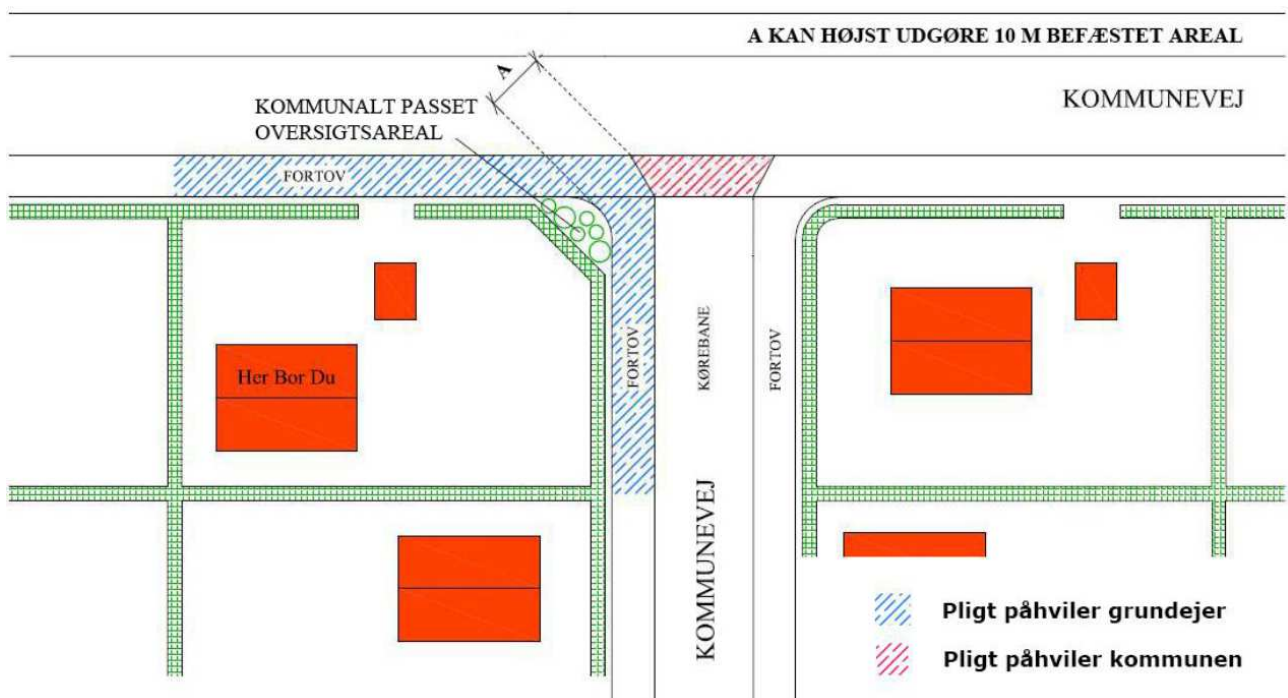 A KAN HØJST UDGØRE 10 M BEFÆSTET AREAL
A
KOMMUNALT PASSET
OVERSIGTSAREAL
KOMMUNEVEJ
FORTOV
Her Bor Du
FORTOV
KØREBANE
FORTOV
KOMMUNEVEJ
Pligt påhviler grundejer
Pligt påhviler kommunen